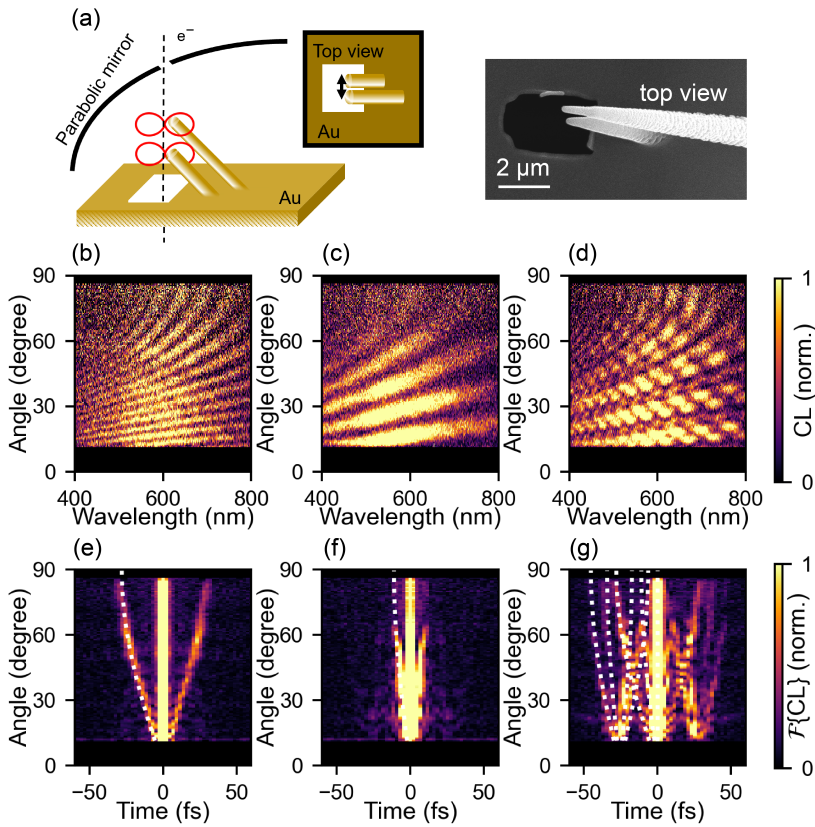 (a)
e−
Parabolic mirror
Top view
Au
Au
top view
2 μm
(b)
(c)
(d)
90
60
30
0
Angle (degree)
400
600
800
Wavelength (nm)
90
60
30
0
Angle (degree)
400
600
800
Wavelength (nm)
90
60
30
0
Angle (degree)
400
600
800
Wavelength (nm)
1
0
CL (norm.)
(e)
(f)
(g)
90
60
30
0
Angle (degree)
−50
0
50
Time (fs)
90
60
30
0
Angle (degree)
−50
0
50
Time (fs)
90
60
30
0
Angle (degree)
−50
0
50
Time (fs)
1
0
ℱ{CL} (norm.)